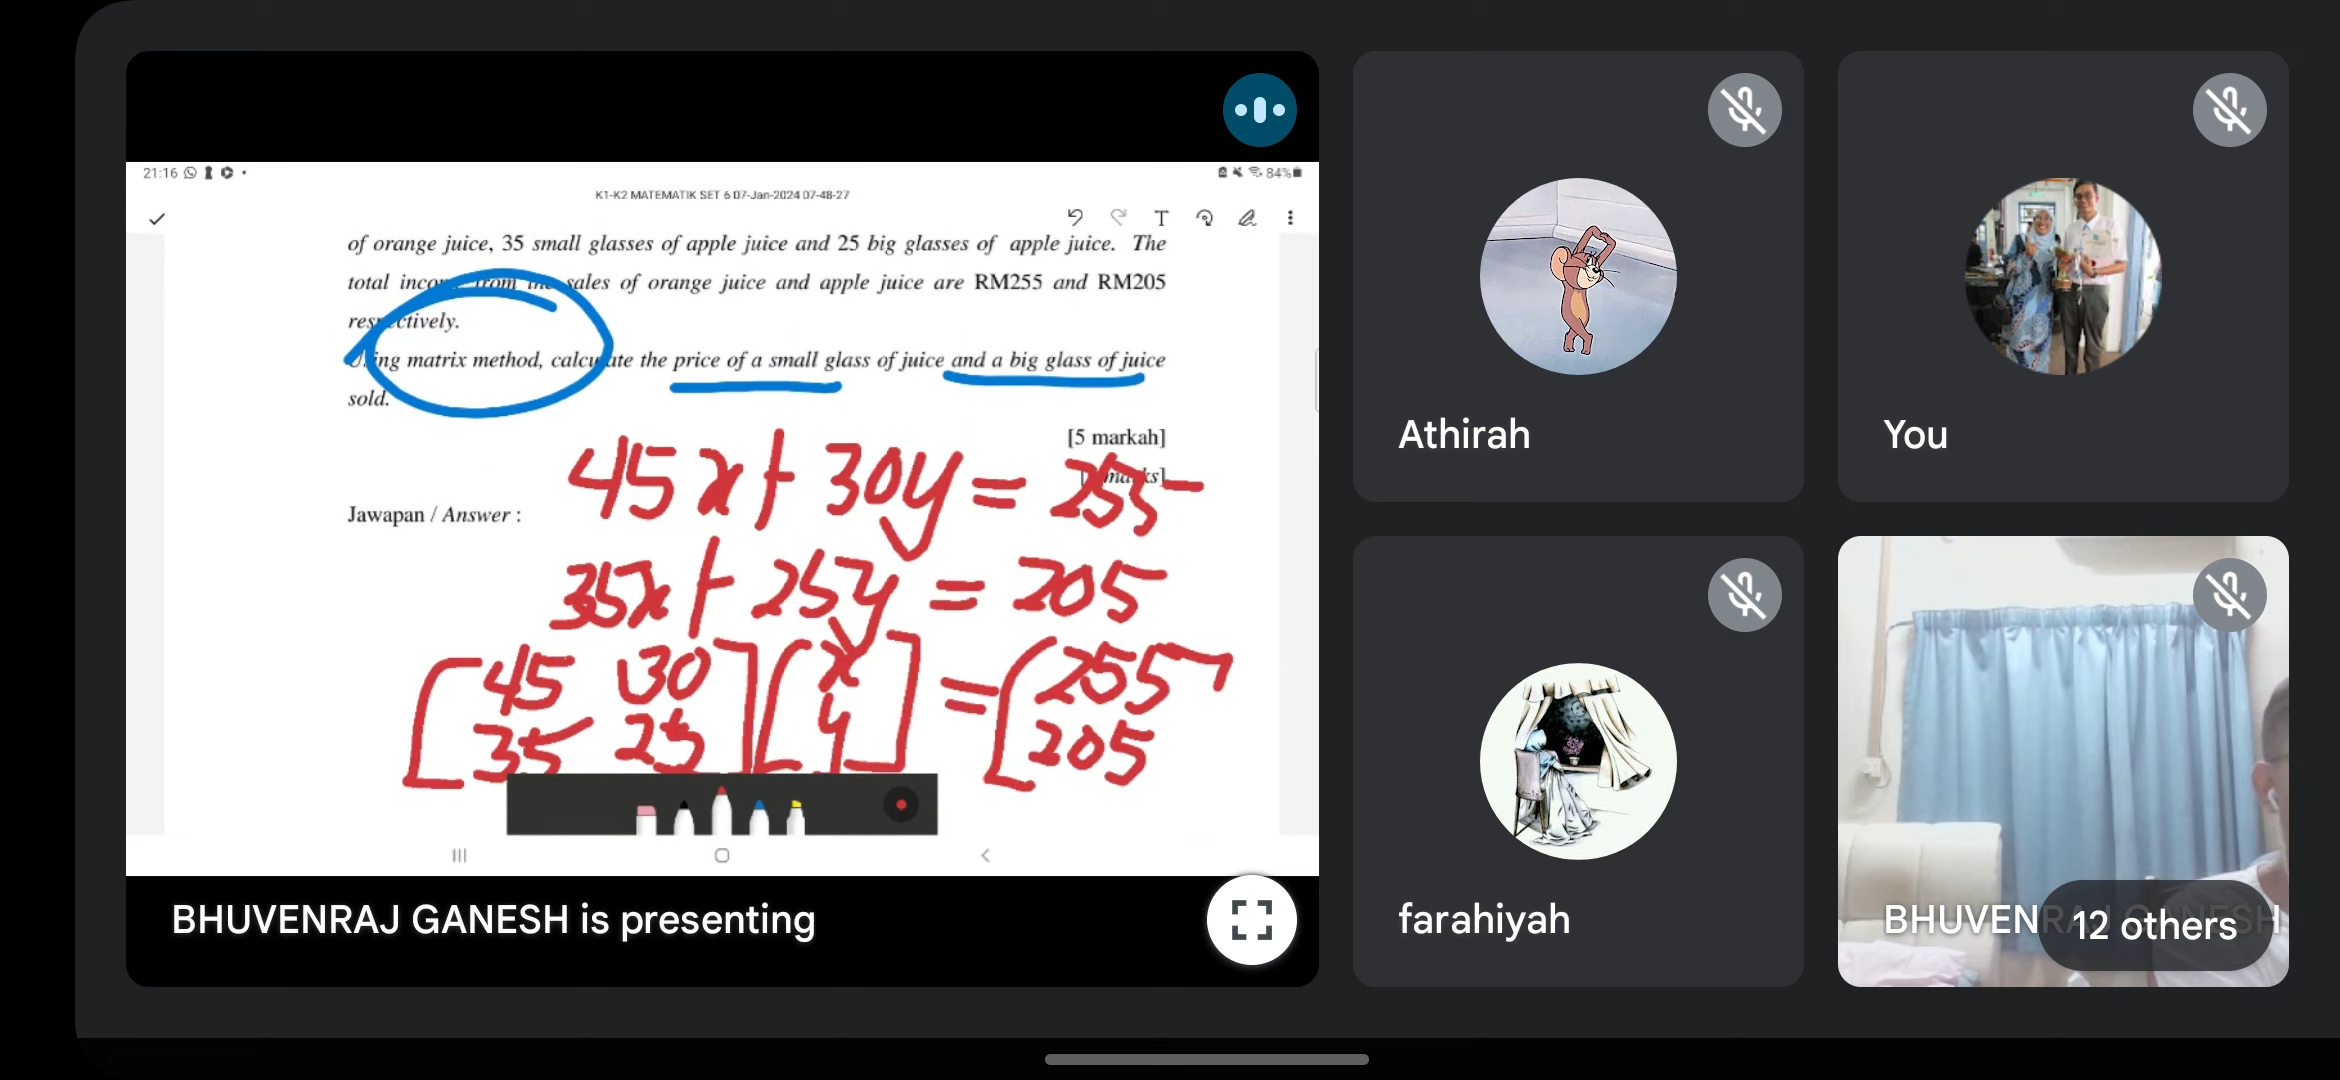 21:16 84%
K1-K2 MATEMATIK SET 6 07-Jan-2024 07-48-27
T
of orange juice, 35 small glasses of apple juice and 25 big glasses of apple juice. The
total income from the sales of orange juice and apple juice are RM255 and RM205
respectively.
Using matrix method, calculate the price of a small glass of juice and a big glass of juice
sold.
[5 markah]
marks]
Jawapan / Answer :
45x + 30y = 255
35x + 25y = 205
[45 30] [x] = [255
35 25 y 205
BHUVENRAJ GANESH is presenting
Athirah
You
farahiyah
BHUVENRAJ GANESH
12 others